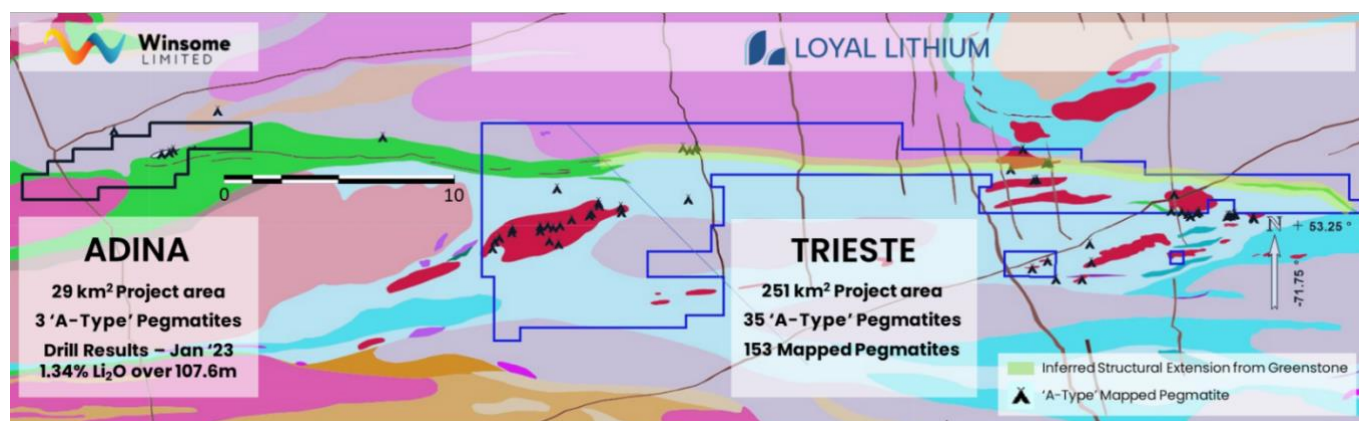 Winsome
LIMITED
LOYAL LITHIUM
0
10
ADINA
29 km² Project area
3 ‘A-Type’ Pegmatites
Drill Results – Jan ‘23
1.34% Li₂O over 107.6m
TRIESTE
251 km² Project area
35 ‘A-Type’ Pegmatites
153 Mapped Pegmatites
N
+ 53.25 °
-71.75 °
Inferred Structural Extension from Greenstone
‘A-Type’ Mapped Pegmatite